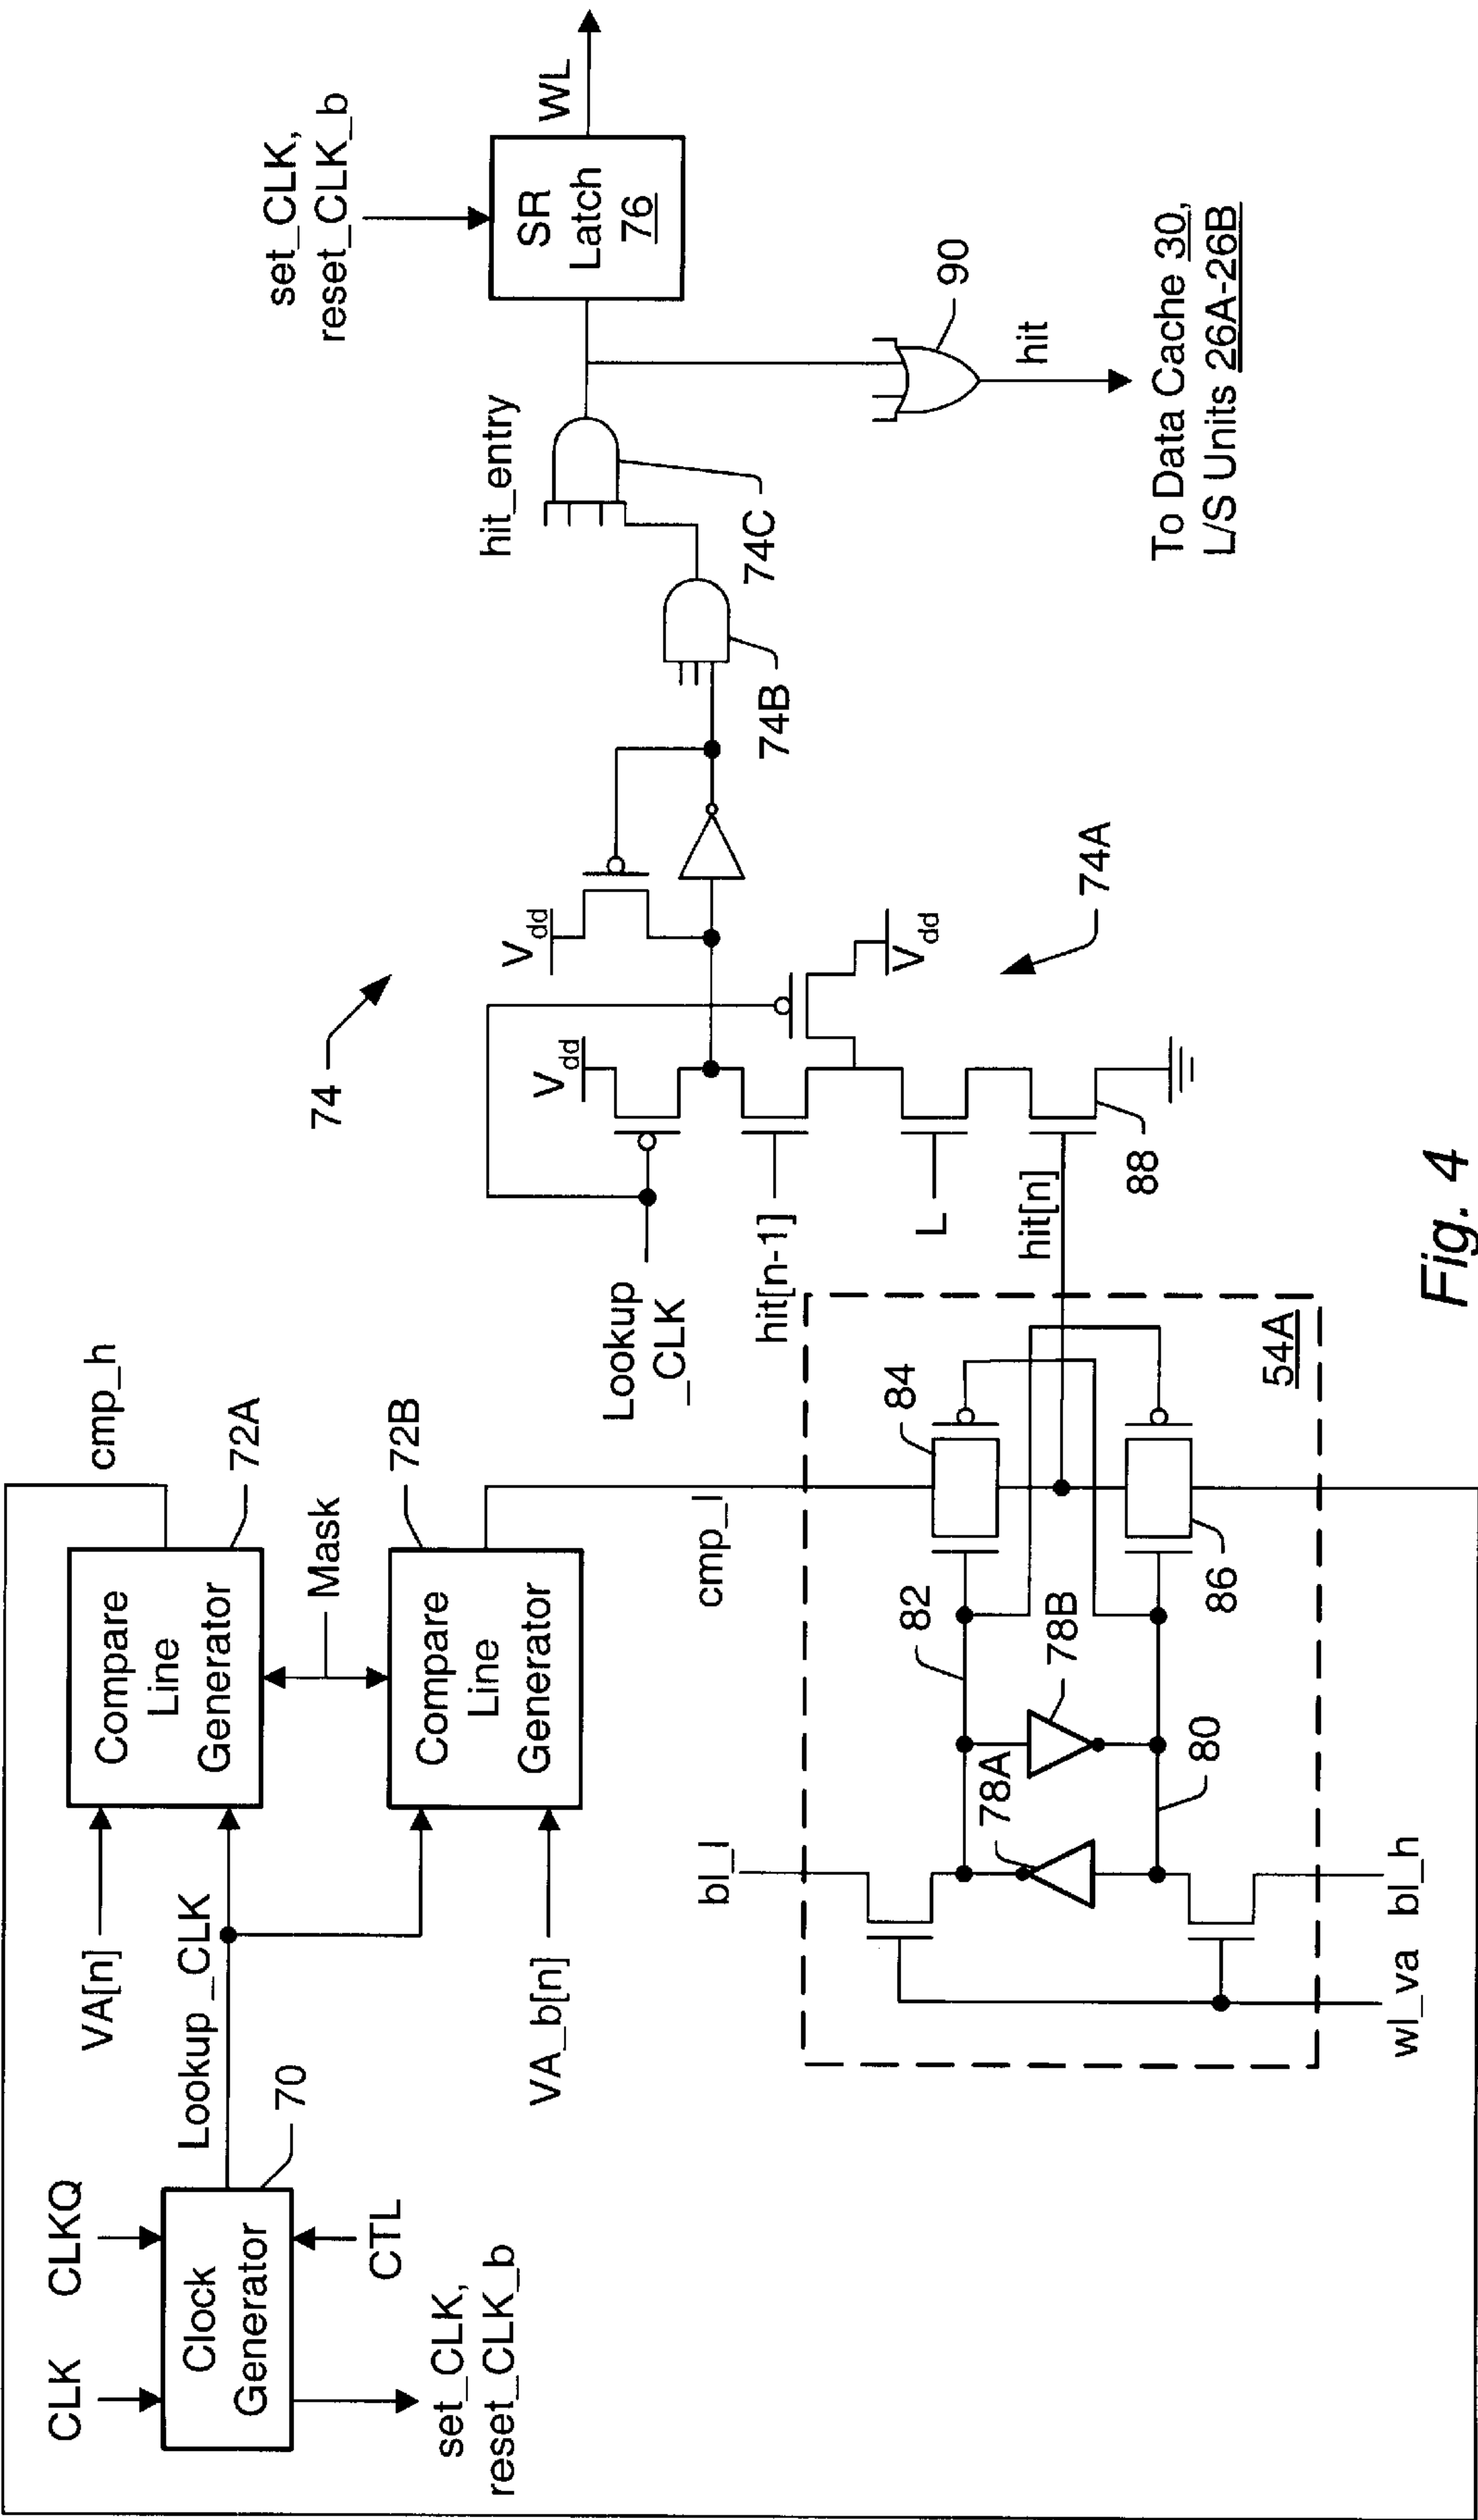 CLK
CLKQ
Clock
Generator
70
CTL
set_CLK,
reset_CLK_b
Lookup_CLK
VA[n]
VA_b[n]
Compare
Line
Generator
72A
cmp_h
Mask
Compare
Line
Generator
72B
cmp_l
bl_l
wl_va
bl_h
78A
78B
80
82
84
86
54A
Lookup
_CLK
hit[n-1]
L
hit[n]
88
74
74A
Vdd
Vdd
Vdd
74B
74C
hit_entry
set_CLK,
reset_CLK_b
SR
Latch
76
WL
90
hit
To Data Cache 30,
L/S Units 26A-26B
Fig. 4